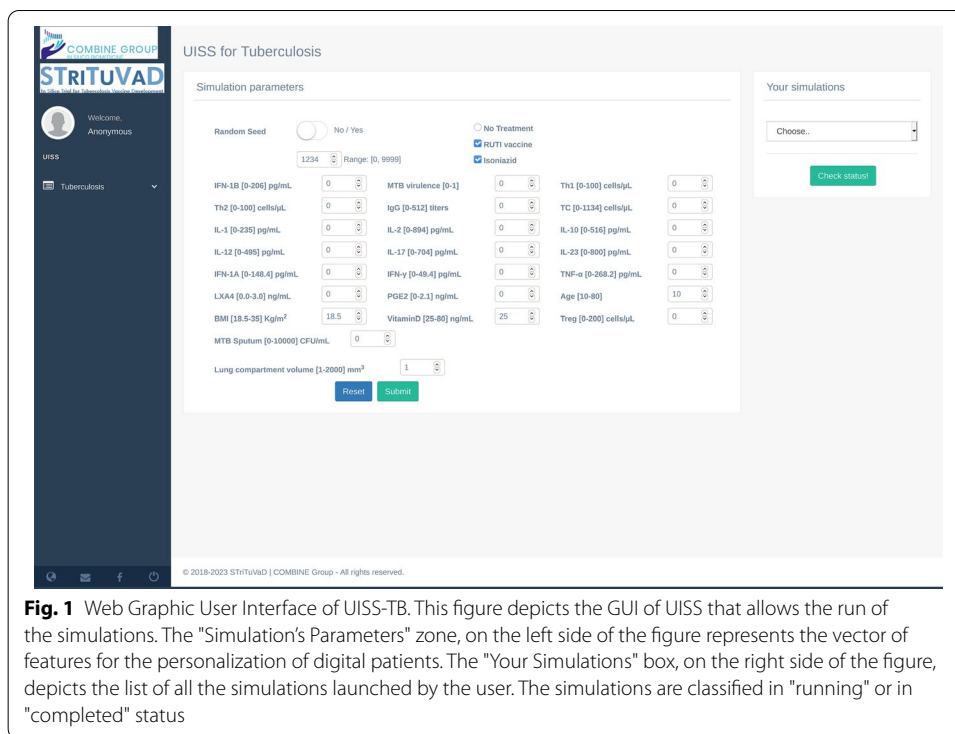 COMBINE GROUP
IN SILICO BIOMEDICINE
STRITUVAD
In Silico Trial for Tuberculosis Vaccine Development
Welcome,
Anonymous
UISS
Tuberculosis
UISS for Tuberculosis
Simulation parameters
Random Seed No / Yes No Treatment
RUTI vaccine
1234 Range: [0, 9999] Isoniazid
IFN-1B [0-206] pg/mL 0 MTB virulence [0-1] 0 Th1 [0-100] cells/µL 0
Th2 [0-100] cells/µL 0 IgG [0-512] titers 0 TC [0-1134] cells/µL 0
IL-1 [0-235] pg/mL 0 IL-2 [0-894] pg/mL 0 IL-10 [0-516] pg/mL 0
IL-12 [0-495] pg/mL 0 IL-17 [0-704] pg/mL 0 IL-23 [0-800] pg/mL 0
IFN-1A [0-148.4] pg/mL 0 IFN-γ [0-49.4] pg/mL 0 TNF-α [0-268.2] pg/mL 0
LXA4 [0.0-3.0] ng/mL 0 PGE2 [0-2.1] ng/mL 0 Age [10-80] 10
BMI [18.5-35] Kg/m² 18.5 VitaminD [25-80] ng/mL 25 Treg [0-200] cells/µL 0
MTB Sputum [0-10000] CFU/mL 0
Lung compartment volume [1-2000] mm³ 1
Reset Submit
Your simulations
Choose..
Check status!
© 2018-2023 STriTuVaD | COMBINE Group - All rights reserved.
Fig. 1 Web Graphic User Interface of UISS-TB. This figure depicts the GUI of UISS that allows the run of
the simulations. The "Simulation's Parameters" zone, on the left side of the figure represents the vector of
features for the personalization of digital patients. The "Your Simulations" box, on the right side of the figure,
depicts the list of all the simulations launched by the user. The simulations are classified in "running" or in
"completed" status